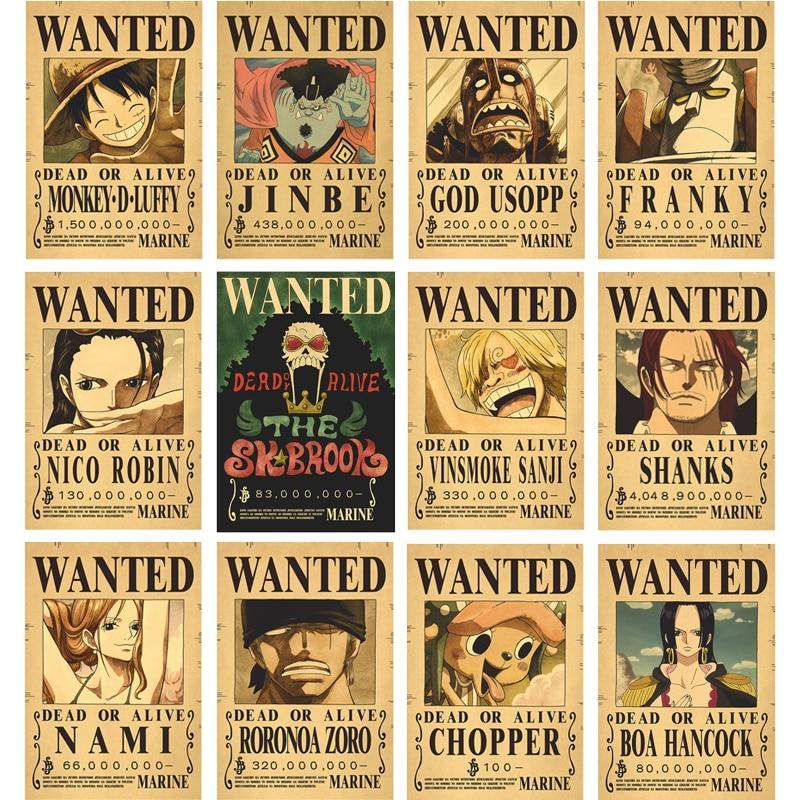 WANTED
DEAD OR ALIVE
MONKEY·D·LUFFY
1,500,000,000-
MARINE
WANTED
DEAD OR ALIVE
JINBE
438,000,000-
MARINE
WANTED
DEAD OR ALIVE
GOD USOPP
200,000,000-
MARINE
WANTED
DEAD OR ALIVE
FRANKY
94,000,000-
MARINE
WANTED
DEAD OR ALIVE
NICO ROBIN
130,000,000-
MARINE
WANTED
DEAD OR ALIVE
THE
SK★BROOK
83,000,000-
MARINE
WANTED
DEAD OR ALIVE
VINSMOKE SANJI
330,000,000-
MARINE
WANTED
DEAD OR ALIVE
SHANKS
4,048,900,000-
MARINE
WANTED
DEAD OR ALIVE
NAMI
66,000,000-
MARINE
WANTED
DEAD OR ALIVE
RORONOA ZORO
320,000,000-
MARINE
WANTED
DEAD OR ALIVE
CHOPPER
100-
MARINE
WANTED
DEAD OR ALIVE
BOA HANCOCK
80,000,000-
MARINE